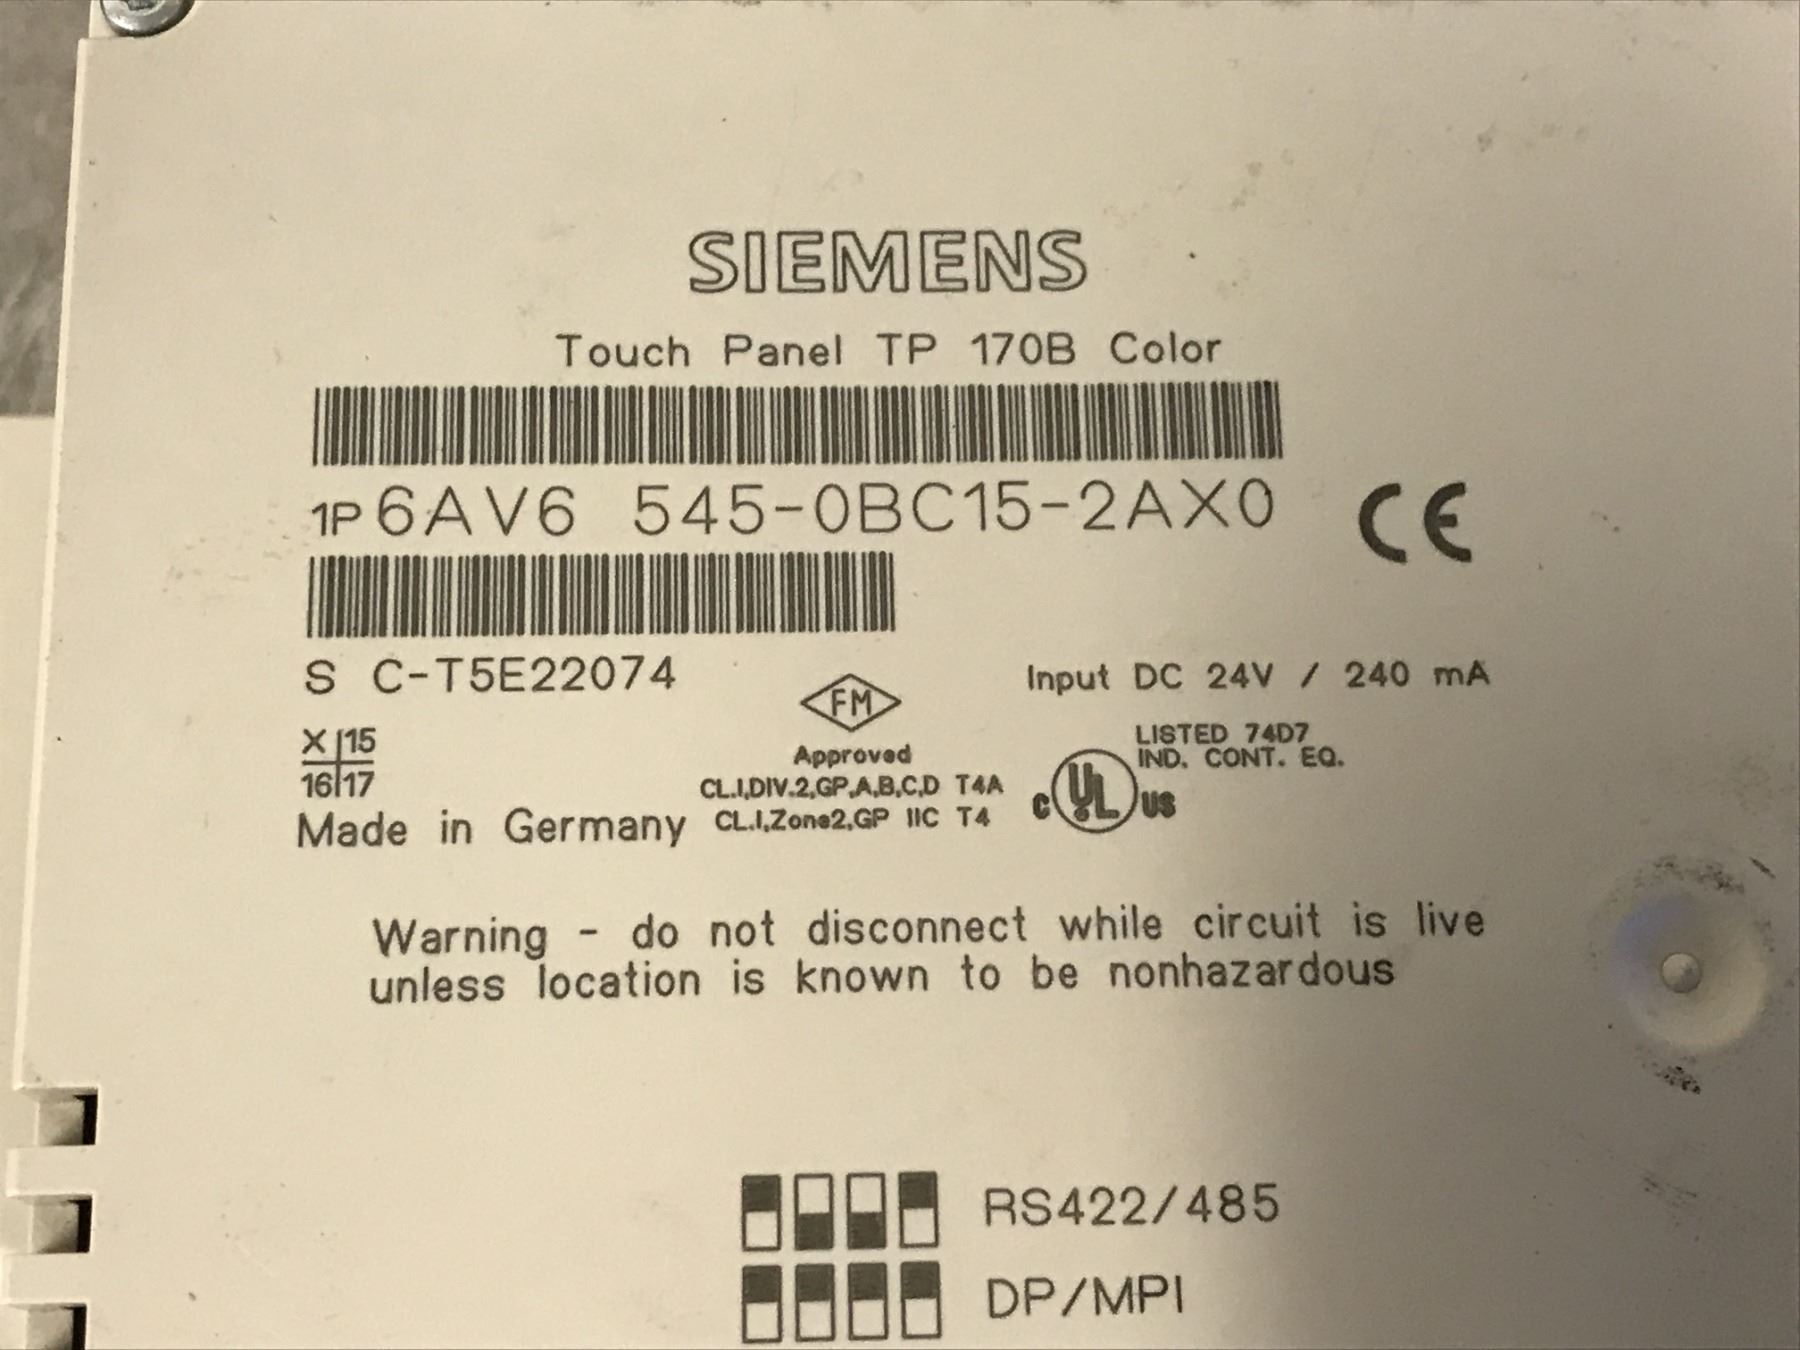 SIEMENS
Touch Panel TP 170B Color
1P 6AV6 545-0BC15-2AX0
CE
S C-T5E22074
Input DC 24V / 240 mA
FM
Approved
CL.I,DIV.2,GP,A,B,C,D T4A
CL.I,Zone2,GP IIC T4
LISTED 74D7
IND. CONT. EQ.
C UL US
X 15
16 17
Made in Germany
Warning - do not disconnect while circuit is live
unless location is known to be nonhazardous
RS422/485
DP/MPI